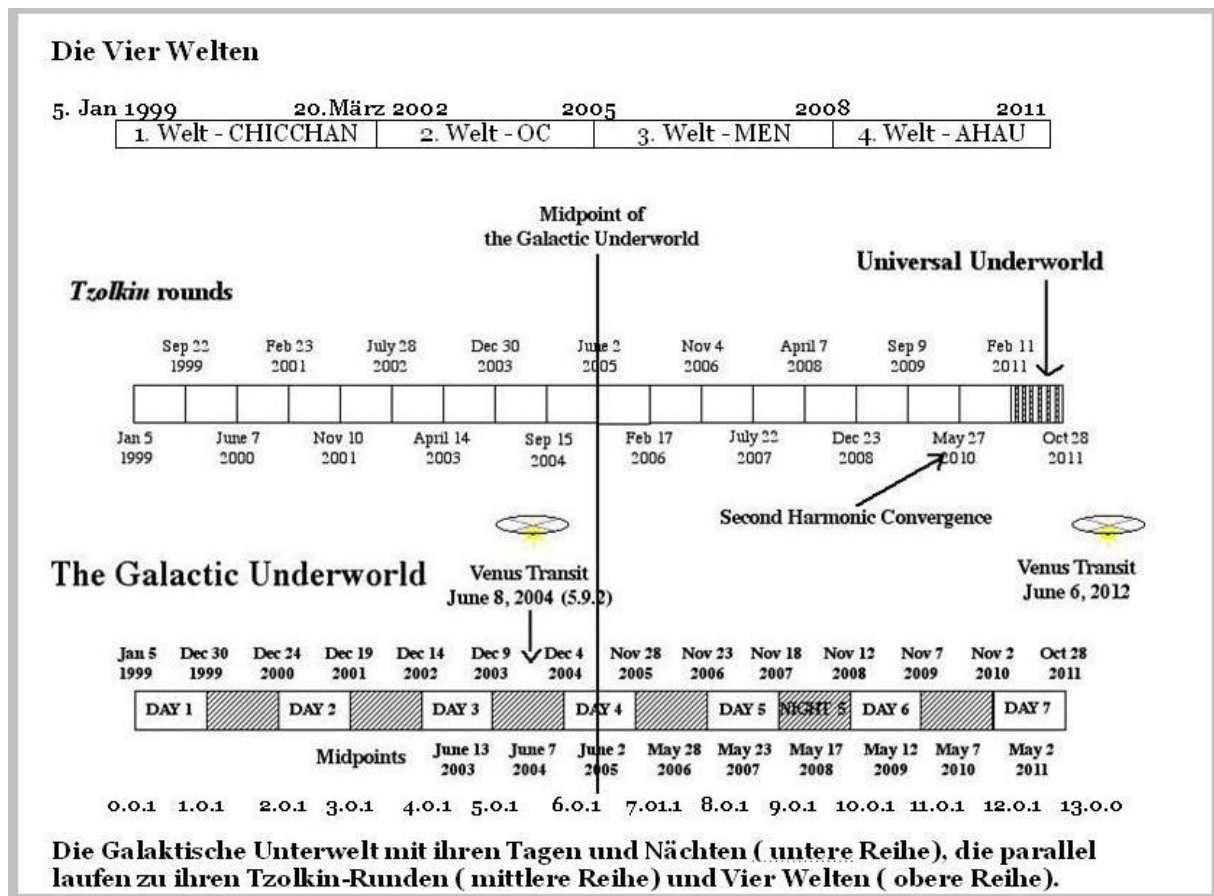 Die Vier Welten
5. Jan 1999 20.März 2002 2005 2008 2011
1. Welt - CHICCHAN 2. Welt - OC 3. Welt - MEN 4. Welt - AHAU
Midpoint of
the Galactic Underworld
Universal Underworld
Tzolkin rounds
Sep 22 Feb 23 July 28 Dec 30 June 2 Nov 4 April 7 Sep 9 Feb 11
1999 2001 2002 2003 2005 2006 2008 2009 2011
Jan 5 June 7 Nov 10 April 14 Sep 15 Feb 17 July 22 Dec 23 May 27 Oct 28
1999 2000 2001 2003 2004 2006 2007 2008 2010 2011
Second Harmonic Convergence
The Galactic Underworld
Venus Transit
June 8, 2004 (5.9.2)
Venus Transit
June 6, 2012
Jan 5 Dec 30 Dec 24 Dec 19 Dec 14 Dec 9 Dec 4 Nov 28 Nov 23 Nov 18 Nov 12 Nov 7 Nov 2 Oct 28
1999 1999 2000 2001 2002 2003 2004 2005 2006 2007 2008 2009 2010 2011
DAY 1 DAY 2 DAY 3 DAY 4 DAY 5 NIGHT 5 DAY 6 DAY 7
Midpoints
June 13 June 7 June 2 May 28 May 23 May 17 May 12 May 7 May 2
2003 2004 2005 2006 2007 2008 2009 2010 2011
0.0.1 1.0.1 2.0.1 3.0.1 4.0.1 5.0.1 6.0.1 7.01.1 8.0.1 9.0.1 10.0.1 11.0.1 12.0.1 13.0.0
Die Galaktische Unterwelt mit ihren Tagen und Nächten ( untere Reihe), die parallel
laufen zu ihren Tzolkin-Runden ( mittlere Reihe) und Vier Welten ( obere Reihe).